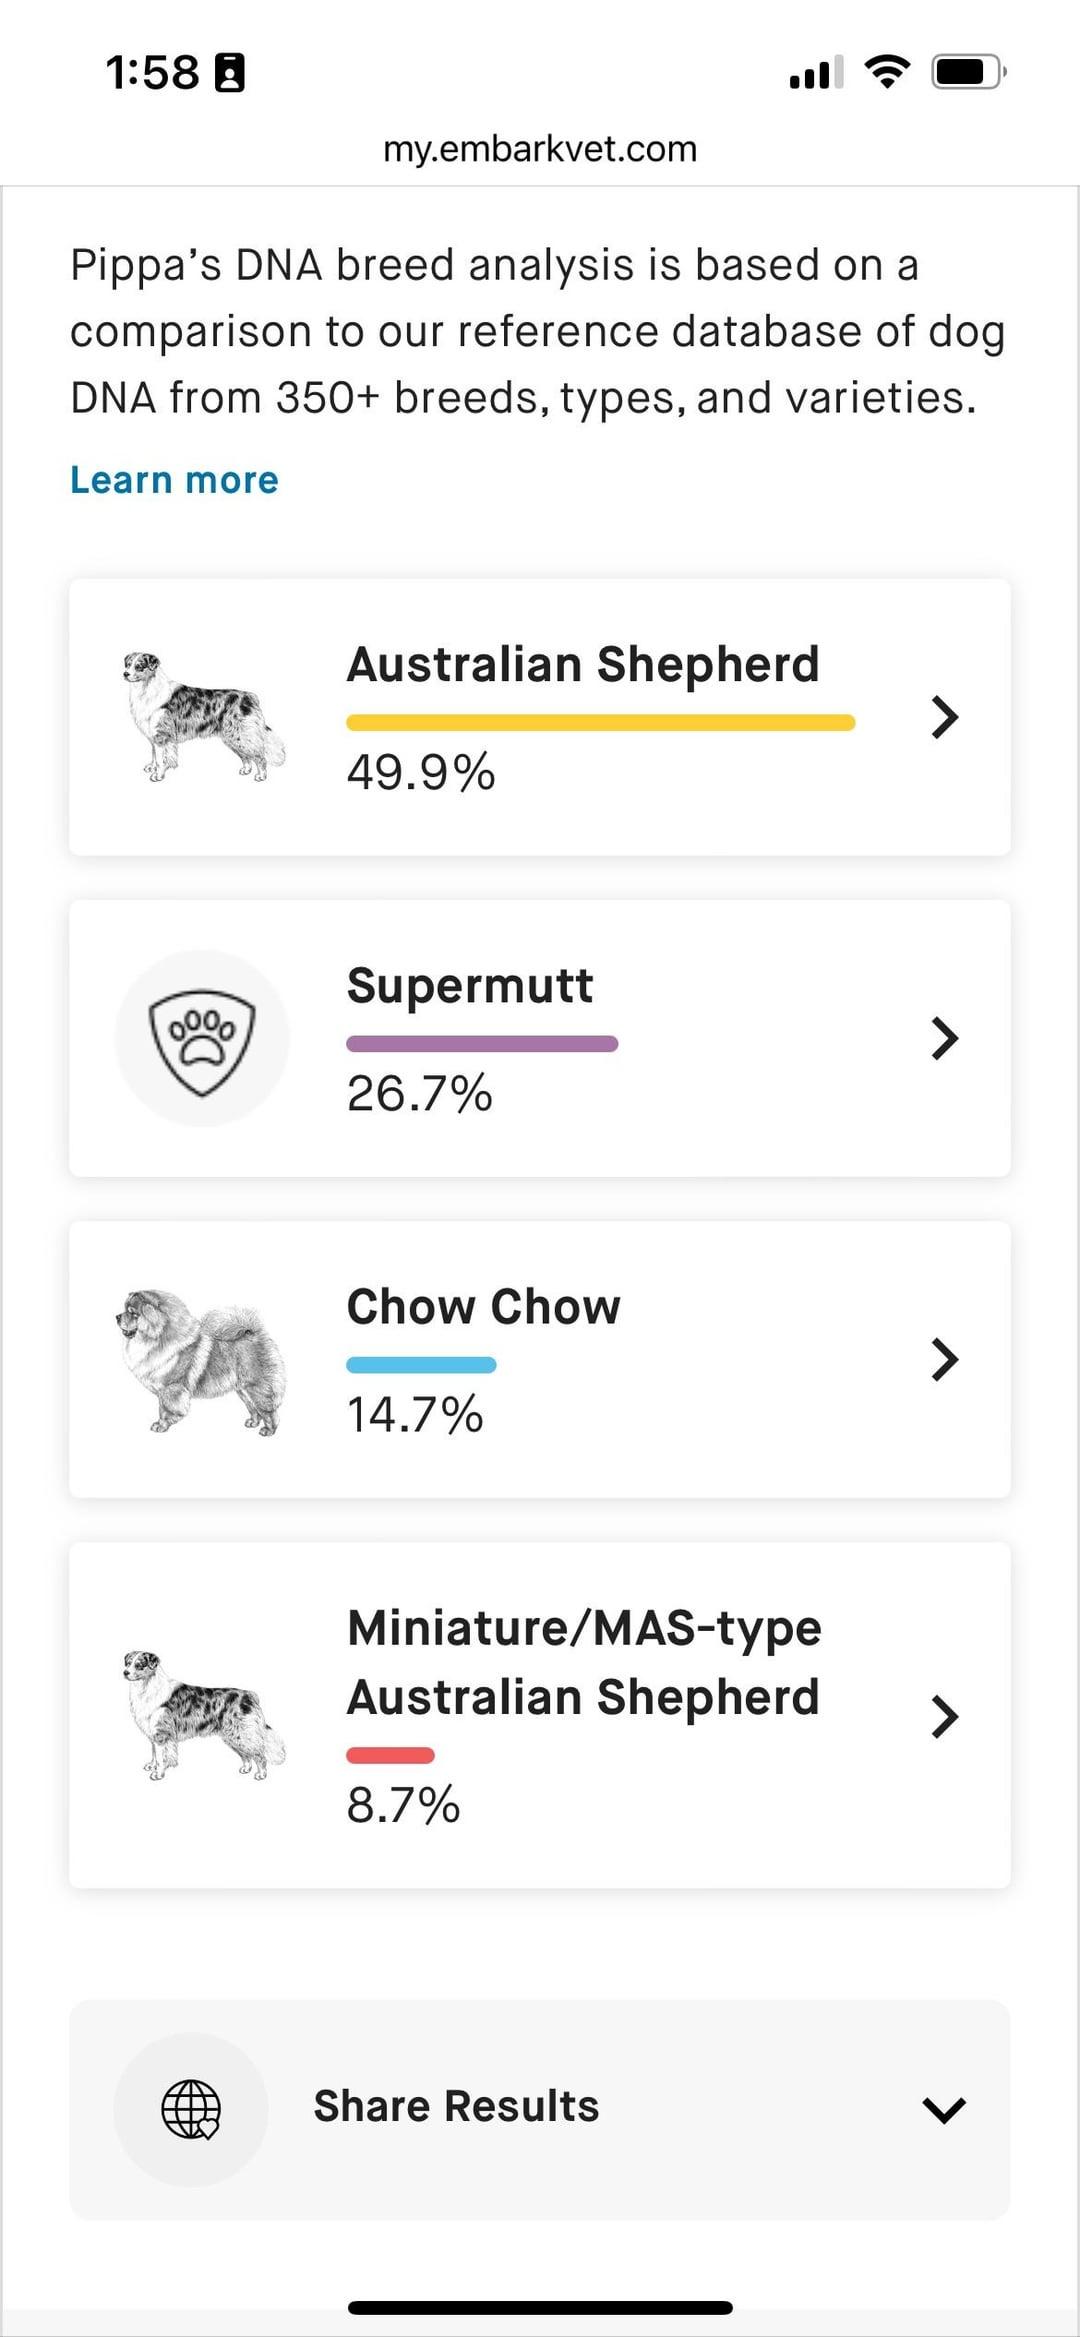 1:58
my.embarkvet.com
Pippa’s DNA breed analysis is based on a
comparison to our reference database of dog
DNA from 350+ breeds, types, and varieties.
Learn more
Australian Shepherd
49.9%
Supermutt
26.7%
Chow Chow
14.7%
Miniature/MAS-type
Australian Shepherd
8.7%
Share Results